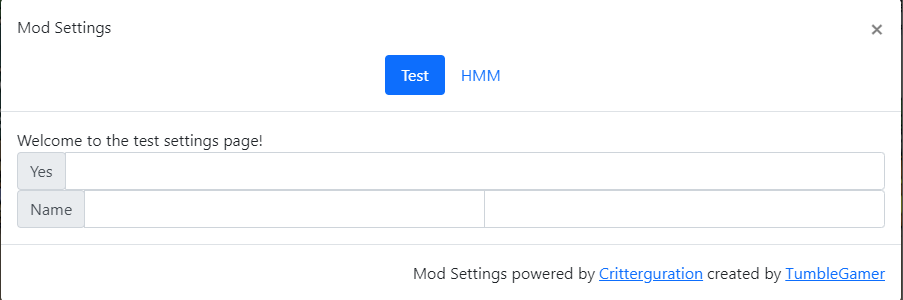 Mod Settings ×
Test HMM
Welcome to the test settings page!
Yes
Name
Mod Settings powered by Critterguration created by TumbleGamer